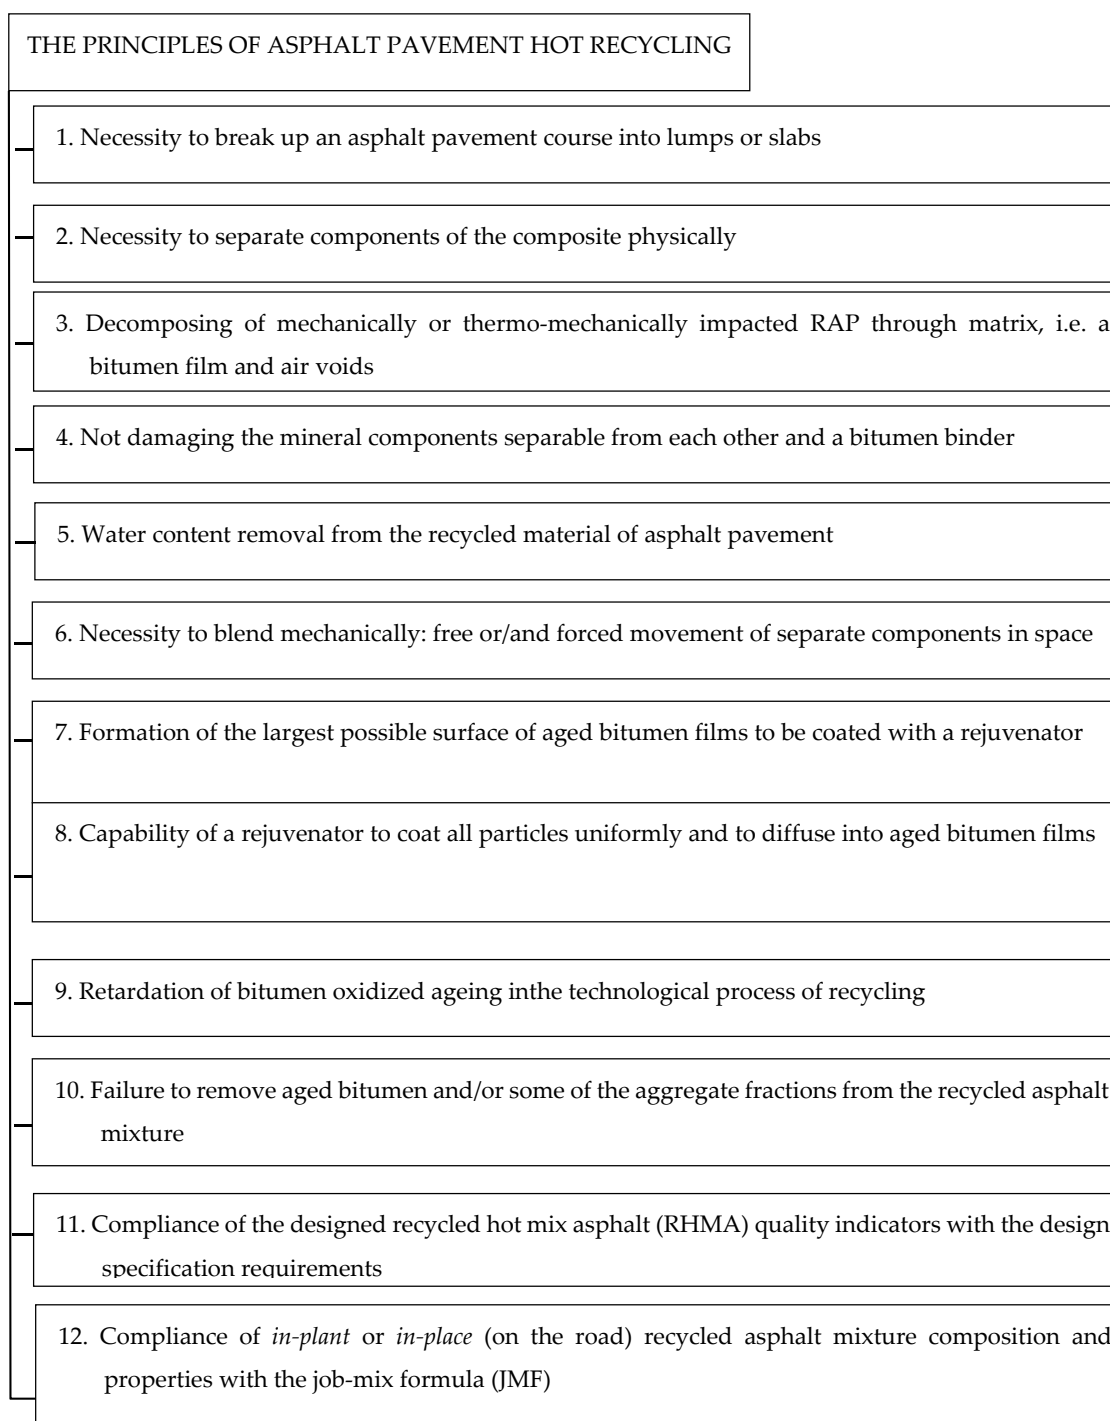 THE PRINCIPLES OF ASPHALT PAVEMENT HOT RECYCLING
1. Necessity to break up an asphalt pavement course into lumps or slabs
2. Necessity to separate components of the composite physically
3. Decomposing of mechanically or thermo-mechanically impacted RAP through matrix, i.e. a
bitumen film and air voids
4. Not damaging the mineral components separable from each other and a bitumen binder
5. Water content removal from the recycled material of asphalt pavement
6. Necessity to blend mechanically: free or/and forced movement of separate components in space
7. Formation of the largest possible surface of aged bitumen films to be coated with a rejuvenator
8. Capability of a rejuvenator to coat all particles uniformly and to diffuse into aged bitumen films
9. Retardation of bitumen oxidized ageing inthe technological process of recycling
10. Failure to remove aged bitumen and/or some of the aggregate fractions from the recycled asphalt
mixture
11. Compliance of the designed recycled hot mix asphalt (RHMA) quality indicators with the design
specification requirements
12. Compliance of in-plant or in-place (on the road) recycled asphalt mixture composition and
properties with the job-mix formula (JMF)